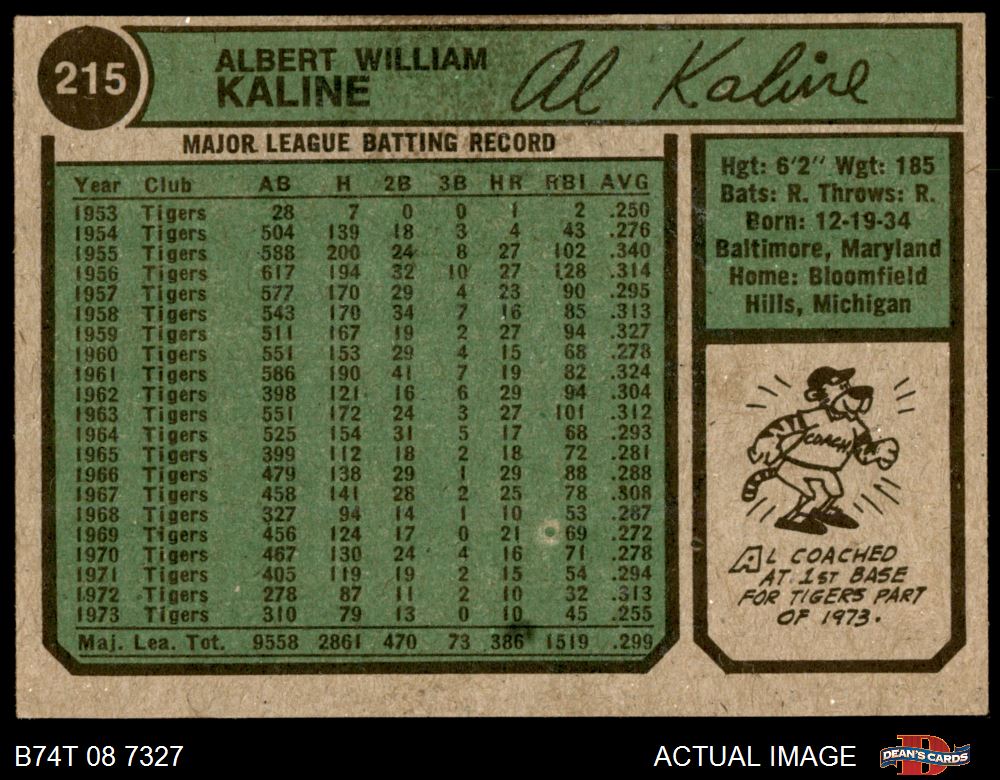 215
ALBERT WILLIAM
KALINE
Al Kaline
MAJOR LEAGUE BATTING RECORD
Year Club AB H 2B 3B HR RBI AVG
1953 Tigers 28 7 0 0 1 2 .250
1954 Tigers 504 139 18 3 4 43 .276
1955 Tigers 588 200 24 8 27 102 .340
1956 Tigers 617 194 32 10 27 128 .314
1957 Tigers 577 170 29 4 23 90 .295
1958 Tigers 543 170 34 7 16 85 .313
1959 Tigers 511 167 19 2 27 94 .327
1960 Tigers 551 153 29 4 15 68 .278
1961 Tigers 586 190 41 7 19 82 .324
1962 Tigers 398 121 16 6 29 94 .304
1963 Tigers 551 172 24 3 27 101 .312
1964 Tigers 525 154 31 5 17 68 .293
1965 Tigers 399 112 18 2 18 72 .281
1966 Tigers 479 138 29 1 29 88 .288
1967 Tigers 458 141 28 2 25 78 .308
1968 Tigers 327 94 14 1 10 53 .287
1969 Tigers 456 124 17 0 21 69 .272
1970 Tigers 467 130 24 4 16 71 .278
1971 Tigers 405 119 19 2 15 54 .294
1972 Tigers 278 87 11 2 10 32 .313
1973 Tigers 310 79 13 0 10 45 .255
Maj. Lea. Tot. 9558 2861 470 73 386 1519 .299
Hgt: 6'2" Wgt: 185
Bats: R. Throws: R.
Born: 12-19-34
Baltimore, Maryland
Home: Bloomfield
Hills, Michigan
COACH
AL COACHED
AT 1ST BASE
FOR TIGERS PART
OF 1973.
B74T 08 7327
ACTUAL IMAGE
DEAN'S CARDS